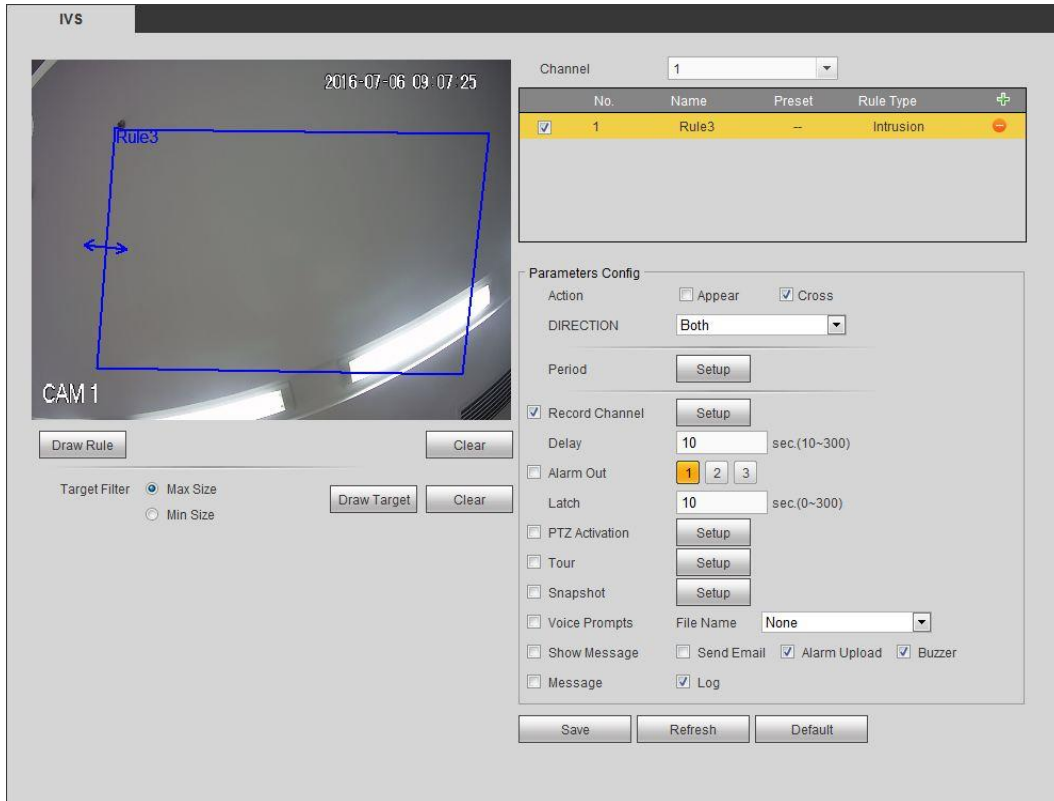 IVS
2016-07-06 09:07:25
Rule3
CAM 1
Draw Rule Clear
Target Filter Max Size Draw Target Clear
Min Size
Channel 1
No. Name Preset Rule Type
1 Rule3 -- Intrusion
Parameters Config
Action Appear Cross
DIRECTION Both
Period Setup
Record Channel Setup
Delay 10 sec.(10~300)
Alarm Out 1 2 3
Latch 10 sec.(0~300)
PTZ Activation Setup
Tour Setup
Snapshot Setup
Voice Prompts File Name None
Show Message Send Email Alarm Upload Buzzer
Message Log
Save Refresh Default